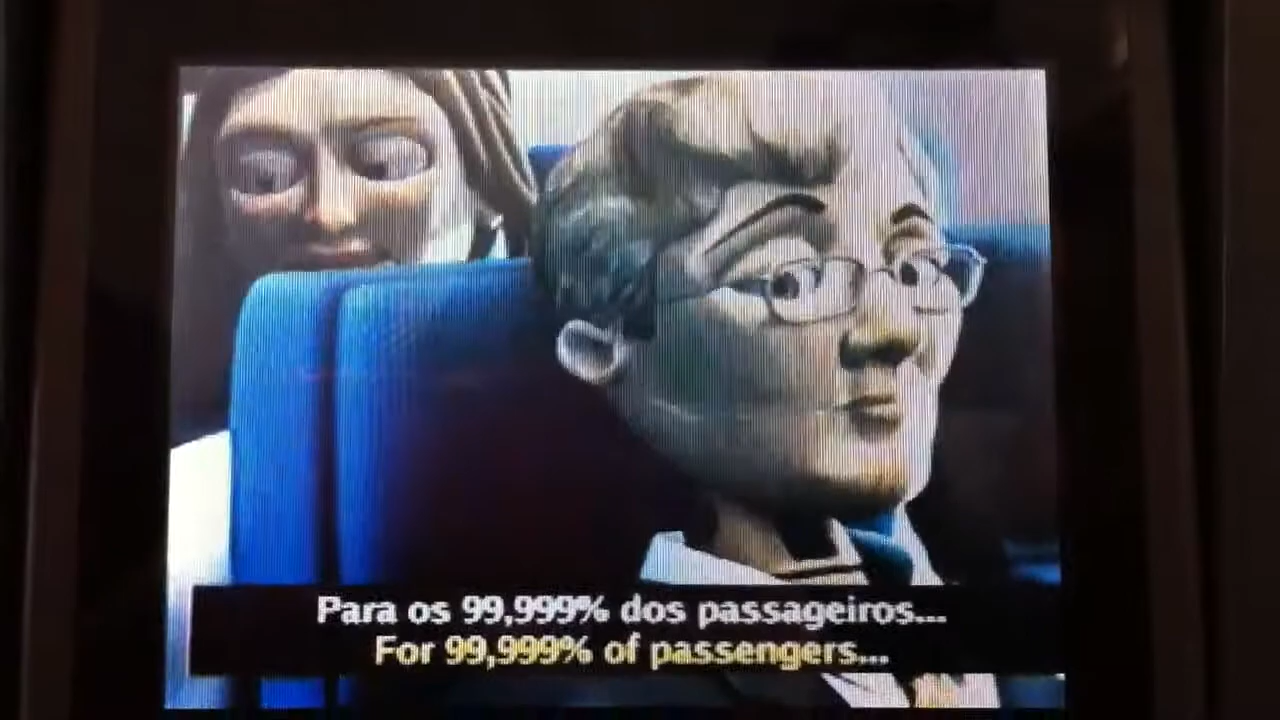 Para os 99,999% dos passageiros...
For 99,999% of passengers...